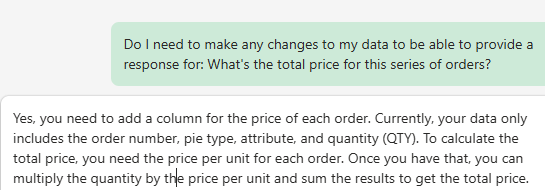 Do I need to make any changes to my data to be able to provide a
response for: What's the total price for this series of orders?
Yes, you need to add a column for the price of each order. Currently, your data only
includes the order number, pie type, attribute, and quantity (QTY). To calculate the
total price, you need the price per unit for each order. Once you have that, you can
multiply the quantity by the price per unit and sum the results to get the total price.